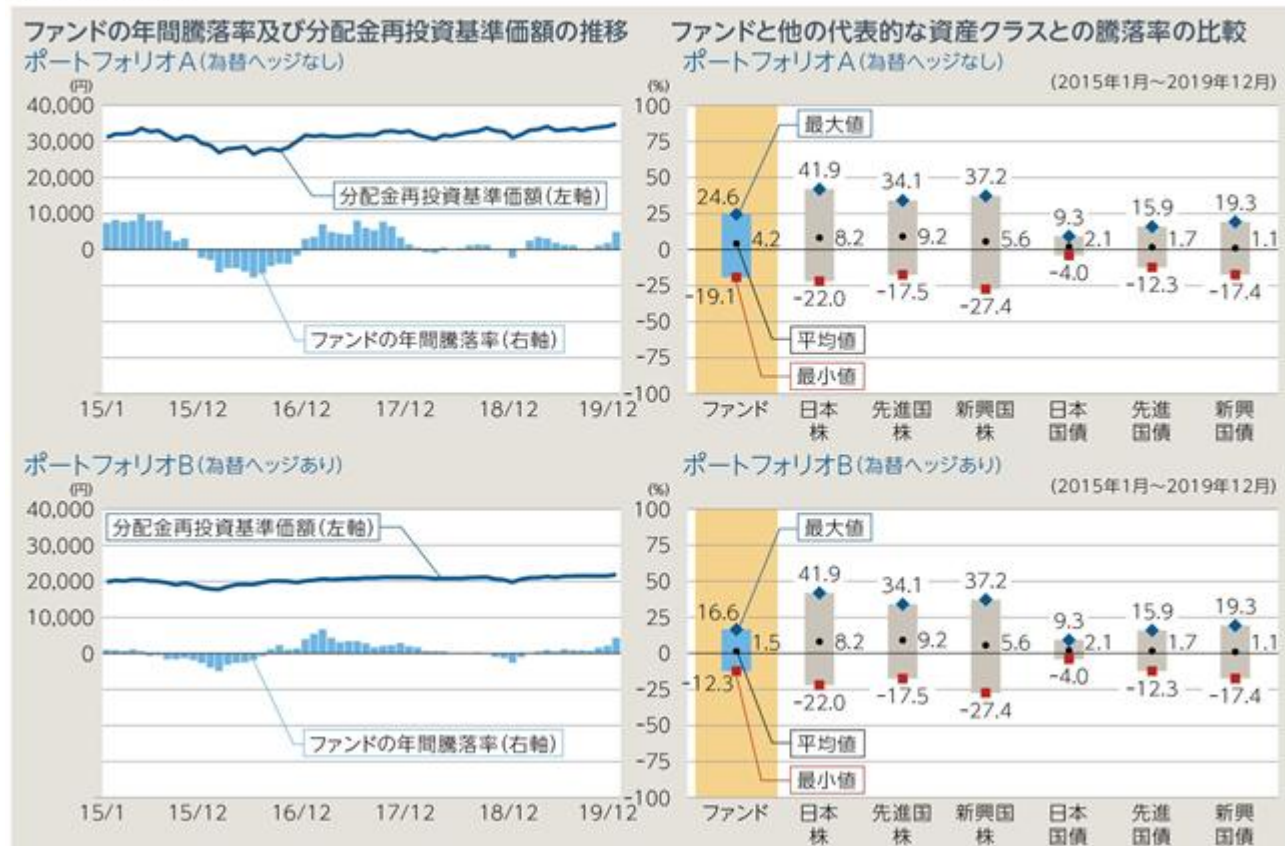 ファンドの年間騰落率及び分配金再投資基準価額の推移
ポートフォリオA(為替ヘッジなし)
(円)
40,000
30,000
20,000
10,000
0
分配金再投資基準価額(左軸)
ファンドの年間騰落率(右軸)
(%)
100
75
50
25
0
-25
-50
-75
-100
15/1 15/12 16/12 17/12 18/12 19/12
ファンドと他の代表的な資産クラスとの騰落率の比較
ポートフォリオA(為替ヘッジなし)
(2015年1月~2019年12月)
最大値
24.6 41.9 34.1 37.2 9.3 15.9 19.3
4.2 8.2 9.2 5.6 2.1 1.7 1.1
-19.1 -22.0 -17.5 -27.4 -4.0 -12.3 -17.4
平均値
最小値
ファンド 日本 先進国 新興国 日本 先進 新興
株 株 株 国債 国債 国債
ポートフォリオB(為替ヘッジあり)
(円)
40,000
30,000
20,000
10,000
0
分配金再投資基準価額(左軸)
ファンドの年間騰落率(右軸)
(%)
100
75
50
25
0
-25
-50
-75
-100
15/1 15/12 16/12 17/12 18/12 19/12
ポートフォリオB(為替ヘッジあり)
(2015年1月~2019年12月)
最大値
16.6 41.9 34.1 37.2 9.3 15.9 19.3
1.5 8.2 9.2 5.6 2.1 1.7 1.1
-12.3 -22.0 -17.5 -27.4 -4.0 -12.3 -17.4
平均値
最小値
ファンド 日本 先進国 新興国 日本 先進 新興
株 株 株 国債 国債 国債